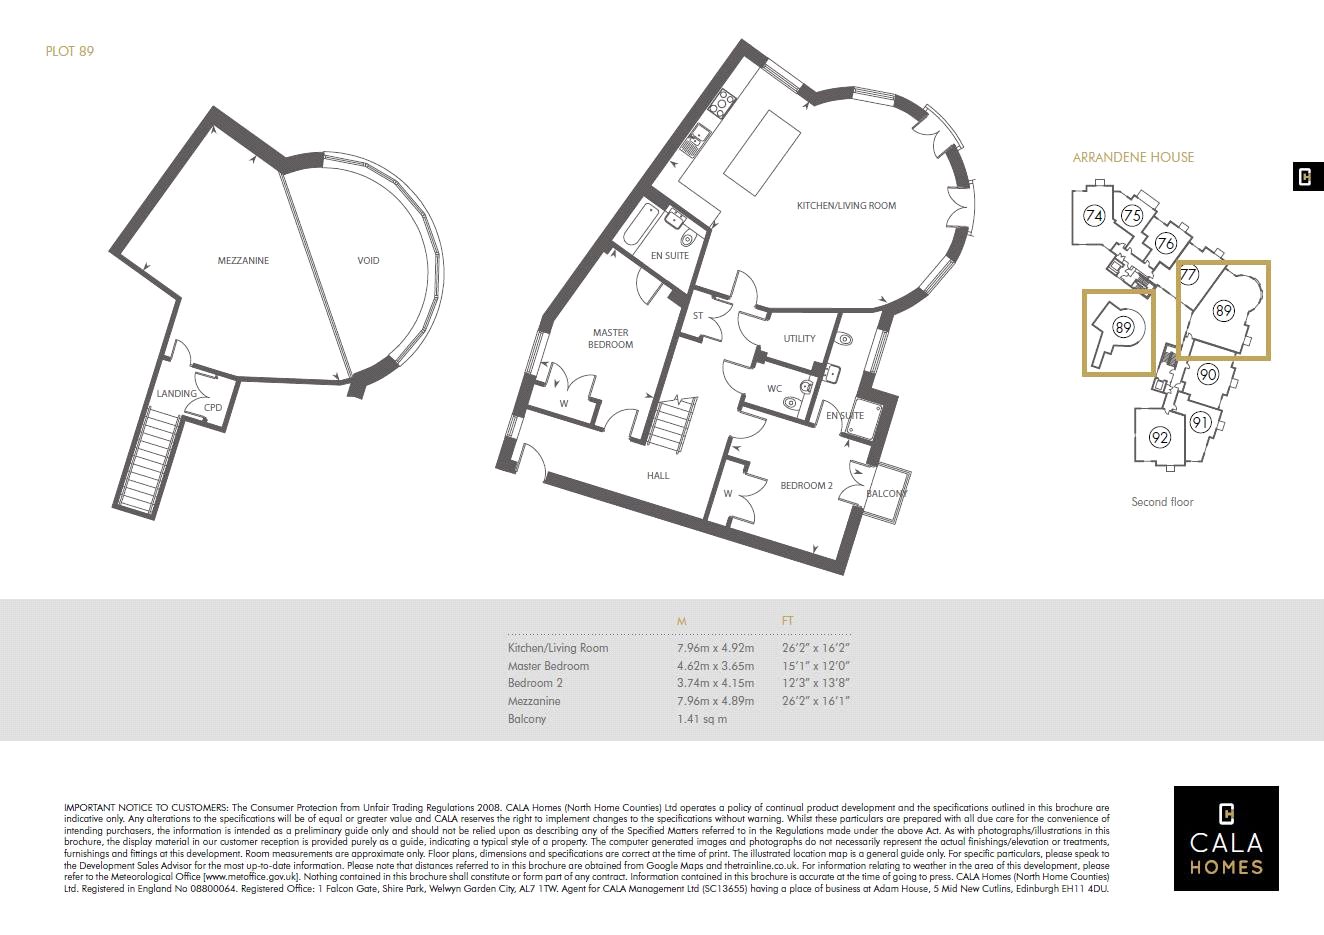 PLOT 89
MEZZANINE
VOID
LANDING
CPD
KITCHEN/LIVING ROOM
EN SUITE
ST
MASTER
BEDROOM
UTILITY
WC
W
EN SUITE
HALL
W
BEDROOM 2
BALCONY
ARRANDENE HOUSE
74
75
76
77
89
89
90
91
92
Second floor
M FT
Kitchen/Living Room 7.96m x 4.92m 26’2” x 16’2”
Master Bedroom 4.62m x 3.65m 15’1” x 12’0”
Bedroom 2 3.74m x 4.15m 12’3” x 13’8”
Mezzanine 7.96m x 4.89m 26’2” x 16’1”
Balcony 1.41 sq m
IMPORTANT NOTICE TO CUSTOMERS: The Consumer Protection from Unfair Trading Regulations 2008. CALA Homes (North Home Counties) Ltd operates a policy of continual product development and the specifications outlined in this brochure are
indicative only. Any alterations to the specifications will be of equal or greater value and CALA reserves the right to implement changes to the specifications without warning. Whilst these particulars are prepared with all due care for the convenience of
intending purchasers, the information is intended as a preliminary guide only and should not be relied upon as describing any of the Specified Matters referred to in the Regulations made under the above Act. As with photographs/illustrations in this
brochure, the display material in our customer reception is provided purely as a guide, indicating a typical style of a property. The computer generated images and photographs do not necessarily represent the actual finishings/elevation or treatments,
furnishings and fittings at this development. Room measurements are approximate only. Floor plans, dimensions and specifications are correct at the time of print. The illustrated location map is a general guide only. For specific particulars, please speak to
the Development Sales Advisor for the most up-to-date information. Please note that distances referred to in this brochure are obtained from Google Maps and thetrainline.co.uk. For information relating to weather in the area of this development, please
refer to the Meteorological Office [www.metoffice.gov.uk]. Nothing contained in this brochure shall constitute or form part of any contract. Information contained in this brochure is accurate at the time of going to press. CALA Homes (North Home Counties)
Ltd. Registered in England No 08800064. Registered Office: 1 Falcon Gate, Shire Park, Welwyn Garden City, AL7 1TW. Agent for CALA Management Ltd (SC13655) having a place of business at Adam House, 5 Mid New Cutlins, Edinburgh EH11 4DU.
CALA
HOMES